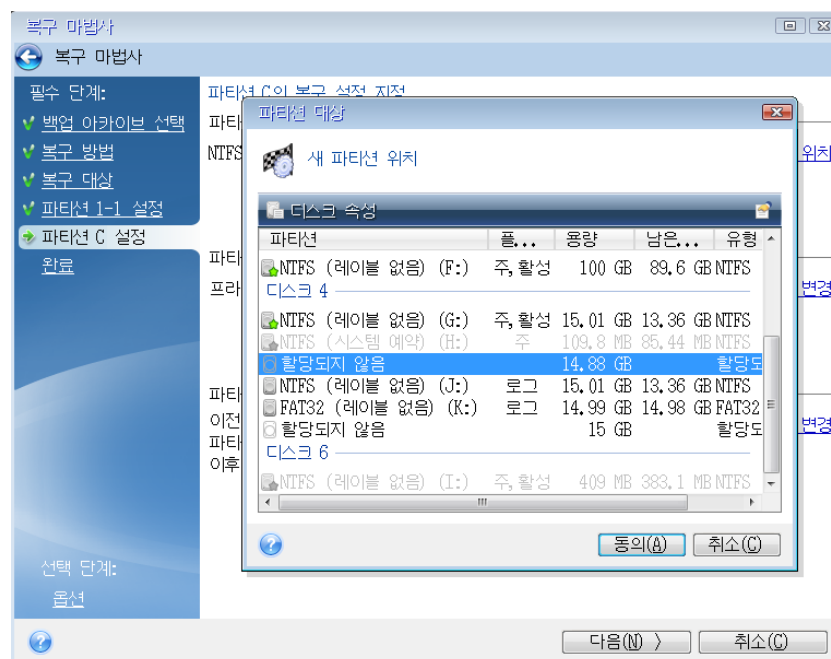 복구 마법사
복구 마법사
필수 단계:
백업 아카이브 선택
복구 방법
복구 대상
파티션 1-1 설정
파티션 C 설정
완료
선택 단계:
옵션
파티션 C의 복구 설정 지정
파티
NTFS
위치
파티
프라
변경
파티
이전
변경
파티
이후
파티션 대상
새 파티션 위치
디스크 속성
파티션 플... 용량 남은... 유형
NTFS (레이블 없음) (F:) 주,활성 100 GB 89.6 GB NTFS
디스크 4
NTFS (레이블 없음) (G:) 주,활성 15.01 GB 13.36 GB NTFS
NTFS (시스템 예약) (H:) 주 109.8 MB 85.44 MB NTFS
할당되지 않음 14.88 GB 할당되
NTFS (레이블 없음) (J:) 로그 15.01 GB 13.36 GB NTFS
FAT32 (레이블 없음) (K:) 로그 14.99 GB 14.98 GB FAT32
할당되지 않음 15 GB 할당되
디스크 6
NTFS (레이블 없음) (I:) 주,활성 409 MB 383.1 MB NTFS
동의(A) 취소(C)
다음(N) 〉 취소(C)